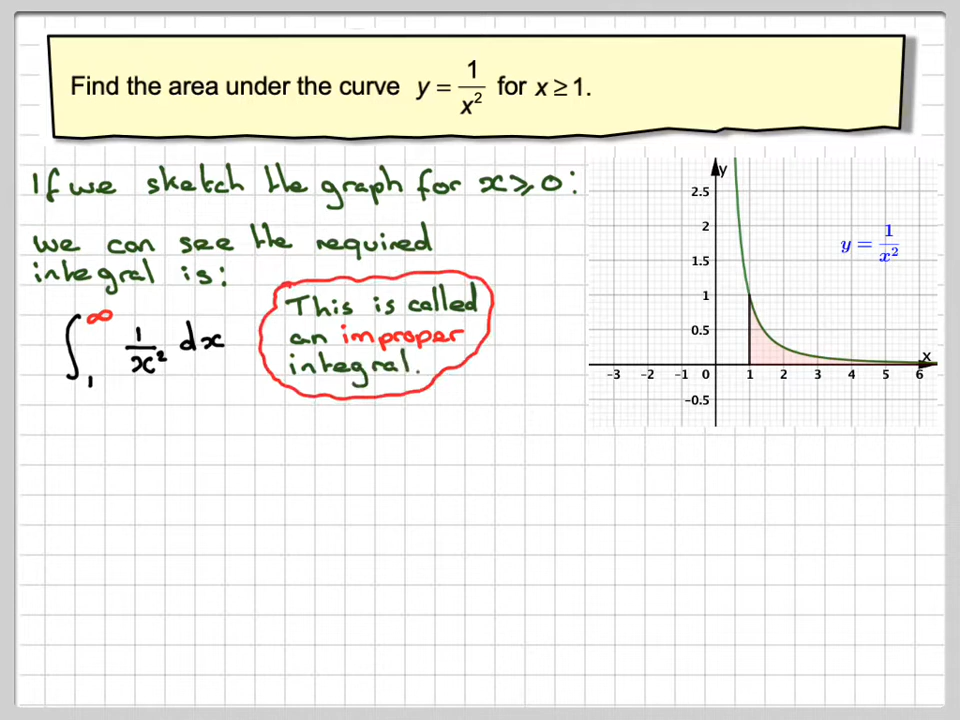 Find the area under the curve y = 1/x² for x ≥ 1.
If we sketch the graph for x ≥ 0:
we can see the required
integral is:
∫₁^∞ 1/x² dx
This is called
an improper
integral.
y
2.5
2
y = 1/x²
1.5
1
0.5
x
-3 -2 -1 0 1 2 3 4 5 6
-0.5